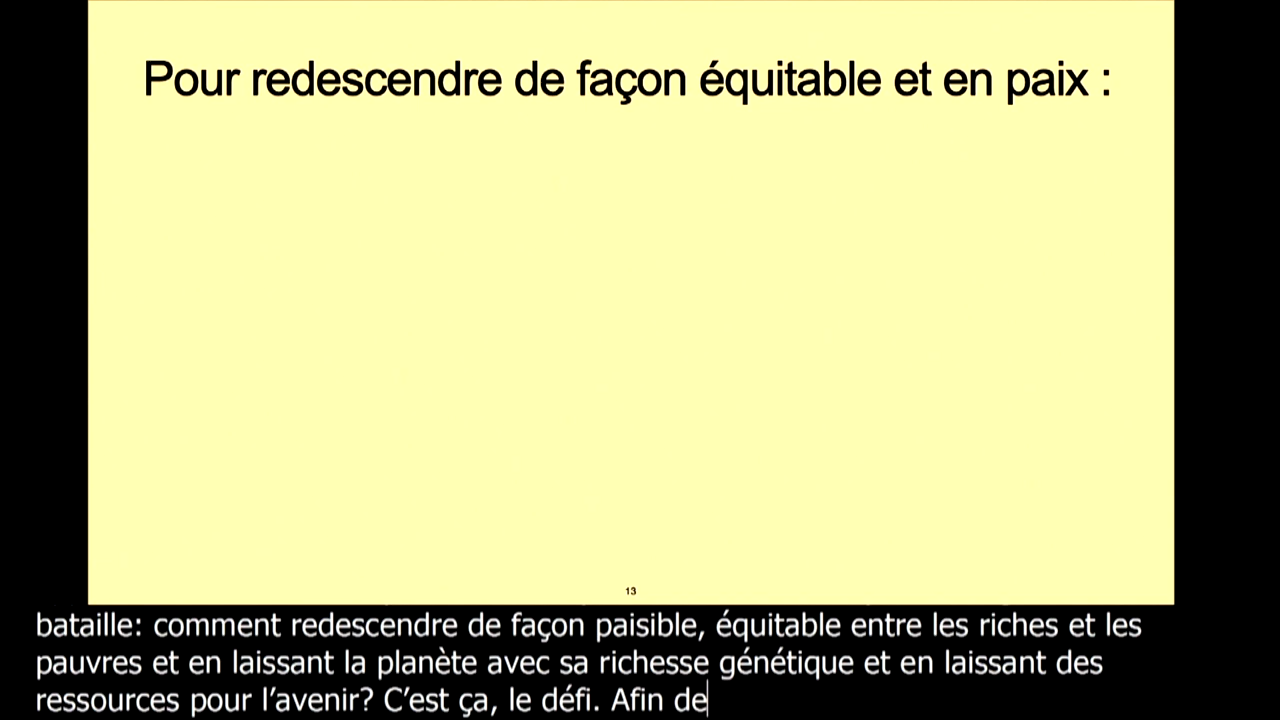 Pour redescendre de façon équitable et en paix :
13
bataille: comment redescendre de façon paisible, équitable entre les riches et les
pauvres et en laissant la planète avec sa richesse génétique et en laissant des
ressources pour l’avenir? C’est ça, le défi. Afin de